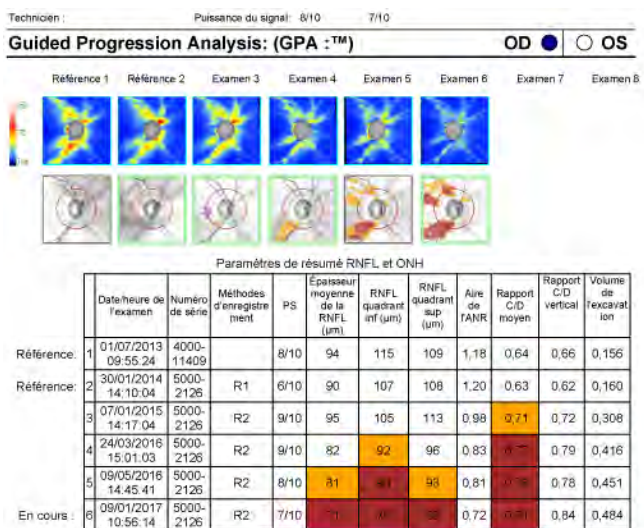 Technicien : Puissance du signal: 8/10 7/10
Guided Progression Analysis: (GPA :™) OD OS
Référence 1 Référence 2 Examen 3 Examen 4 Examen 5 Examen 6 Examen 7 Examen 8
Paramètres de résumé RNFL et ONH
Date/heure de l'examen Numéro de série Méthodes d'enregistrement PS Épaisseur moyenne de la RNFL (µm) RNFL quadrant inf (µm) RNFL quadrant sup (µm) Aire de l'ANR Rapport C/D moyen Rapport C/D vertical Volume de l'excavation
Référence: 1 01/07/2013 09:55:24 4000-11409 8/10 94 115 109 1,18 0,64 0,66 0,156
Référence: 2 30/01/2014 14:10:04 5000-2126 R1 6/10 90 107 108 1,20 0,63 0,62 0,160
3 07/01/2015 14:17:04 5000-2126 R2 9/10 95 105 113 0,98 0,71 0,72 0,308
4 24/03/2016 15:01:03 5000-2126 R2 9/10 82 92 96 0,83 0,79 0,416
5 09/05/2016 14:45:41 5000-2126 R2 8/10 81 93 0,81 0,78 0,451
En cours : 6 09/01/2017 10:56:14 5000-2126 R2 7/10 0,72 0,84 0,484